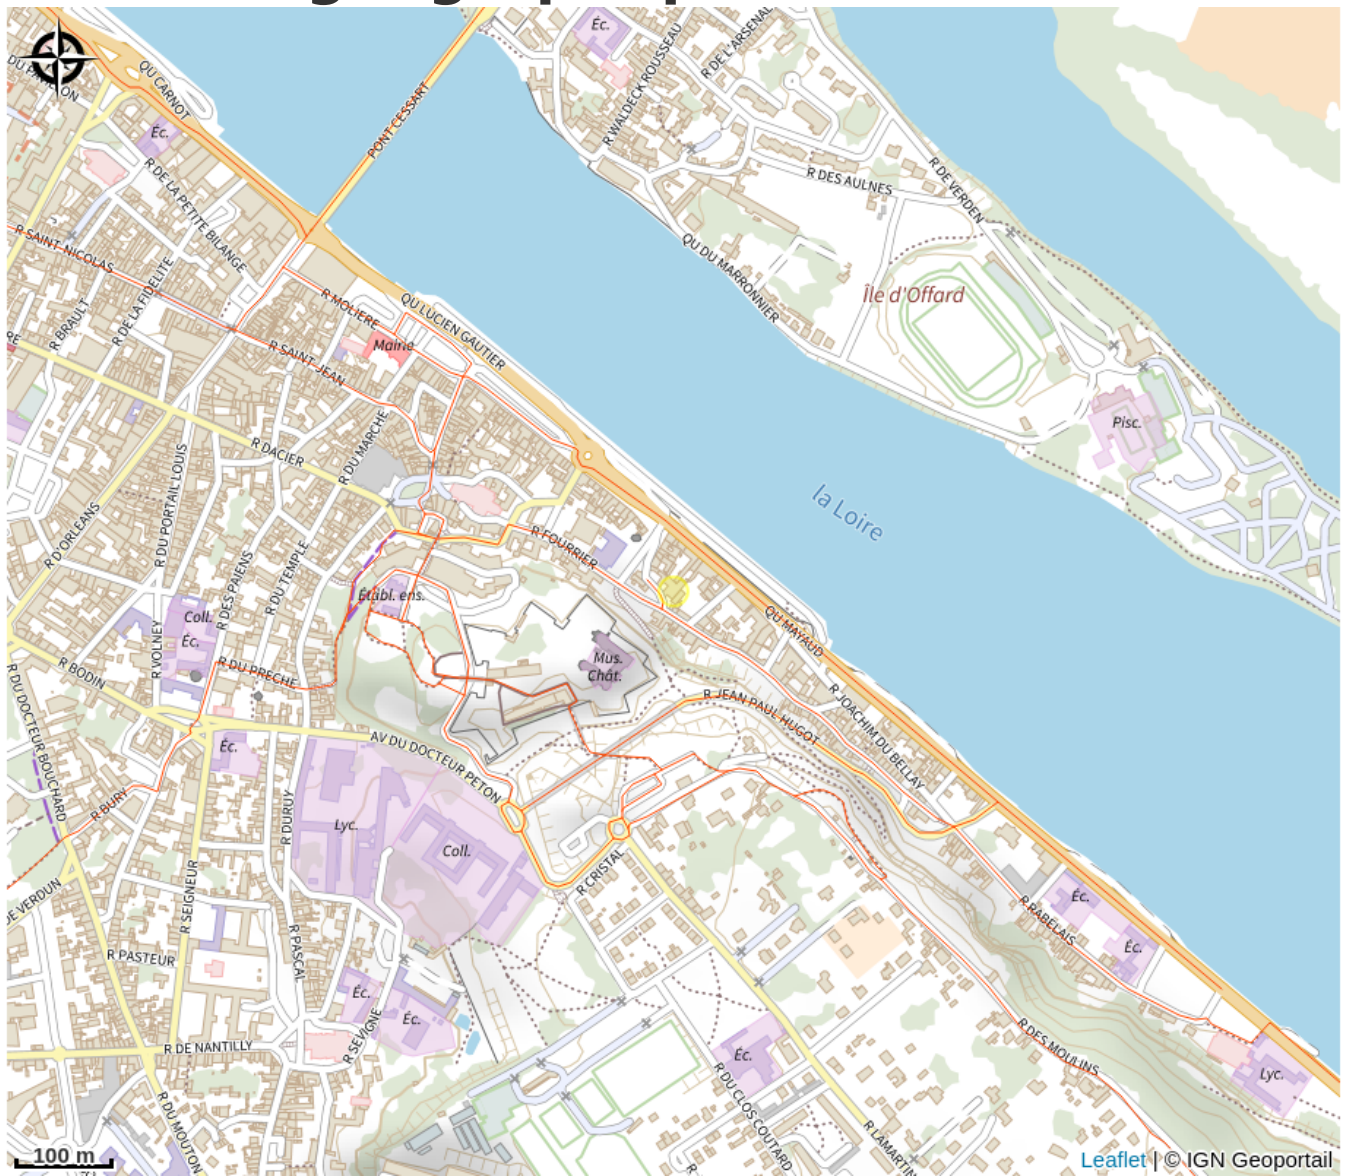 Éc.
R WALDECK ROUSSEAU
R DE L'ARSENAL
QU CARNOT
PONT CESSART
Éc.
R DE LA PETITE BILANGE
R DES AULNES
R DE VERDEN
R SAINT-NICOLAS
R DE LA FIDELITE
R BRAULT
QU DU MARRONNIER
Île d'Offard
R MOLIERE
QU LUCIEN GAUTIER
Mairie
R SAINT-JEAN
Pisc.
R DU MARCHE
R DACIER
R DU PORTAIL LOUIS
la Loire
R D'ORLEANS
R FOURRIER
R DES PAIENS
R DU TEMPLE
Établ. ens.
Coll.
Éc.
QU MAYAUD
R VOLNEY
R DU PRECHE
R BODIN
Mus.
Chât.
R JEAN PAUL HUGOT
R JOACHIM DU BELLAY
R DU DOCTEUR BOUCHARD
Éc.
AV DU DOCTEUR PETON
R BURY
R DURUY
Lyc.
Coll.
R CRISTAL
DE VERDUN
R SEIGNEUR
Éc.
R RABELAIS
Éc.
R PASTEUR
R PASCAL
Éc.
Éc.
R SEVIGNE
R DE NANTILLY
R DES MOULINS
Éc.
R DU CLOS COUTARD
Lyc.
R DU MOUTON
R LAMARTIN
100 m
Leaflet | © IGN Geoportail